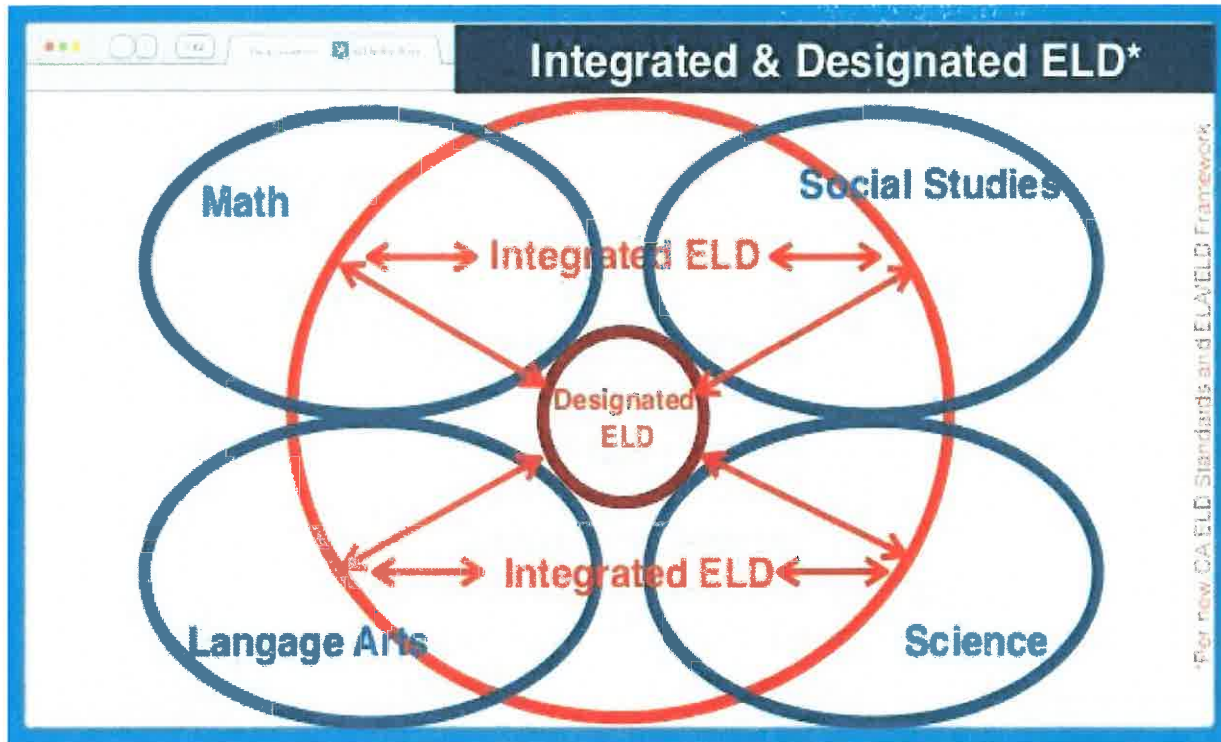 Integrated & Designated ELD*
Math
Social Studies
Integrated ELD
Designated
ELD
Integrated ELD
Langage Arts
Science
*Per new CA ELD Standards and ELA/ELD Framework